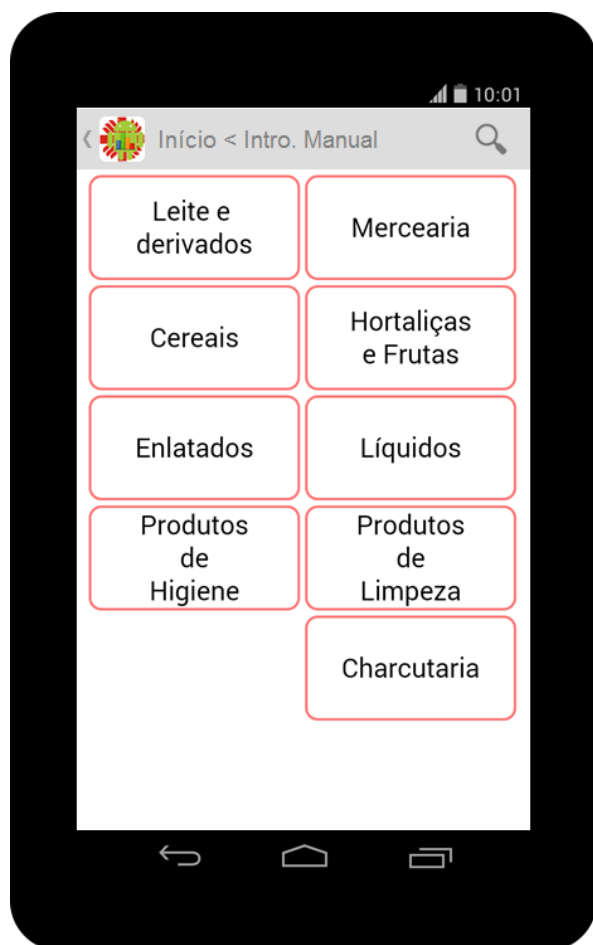 10:01
Início < Intro. Manual
Leite e
derivados
Mercearia
Cereais
Hortaliças
e Frutas
Enlatados
Líquidos
Produtos
de
Higiene
Produtos
de
Limpeza
Charcutaria